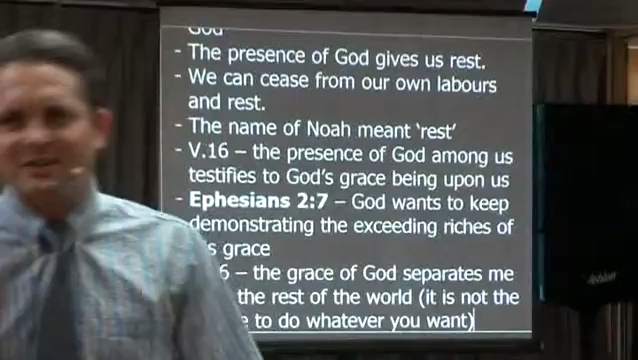 God
- The presence of God gives us rest.
- We can cease from our own labours
and rest.
- The name of Noah meant 'rest'
- V.16 – the presence of God among us
testifies to God's grace being upon us
- Ephesians 2:7 – God wants to keep
demonstrating the exceeding riches of
grace
6 – the grace of God separates me
the rest of the world (it is not the
to do whatever you want)